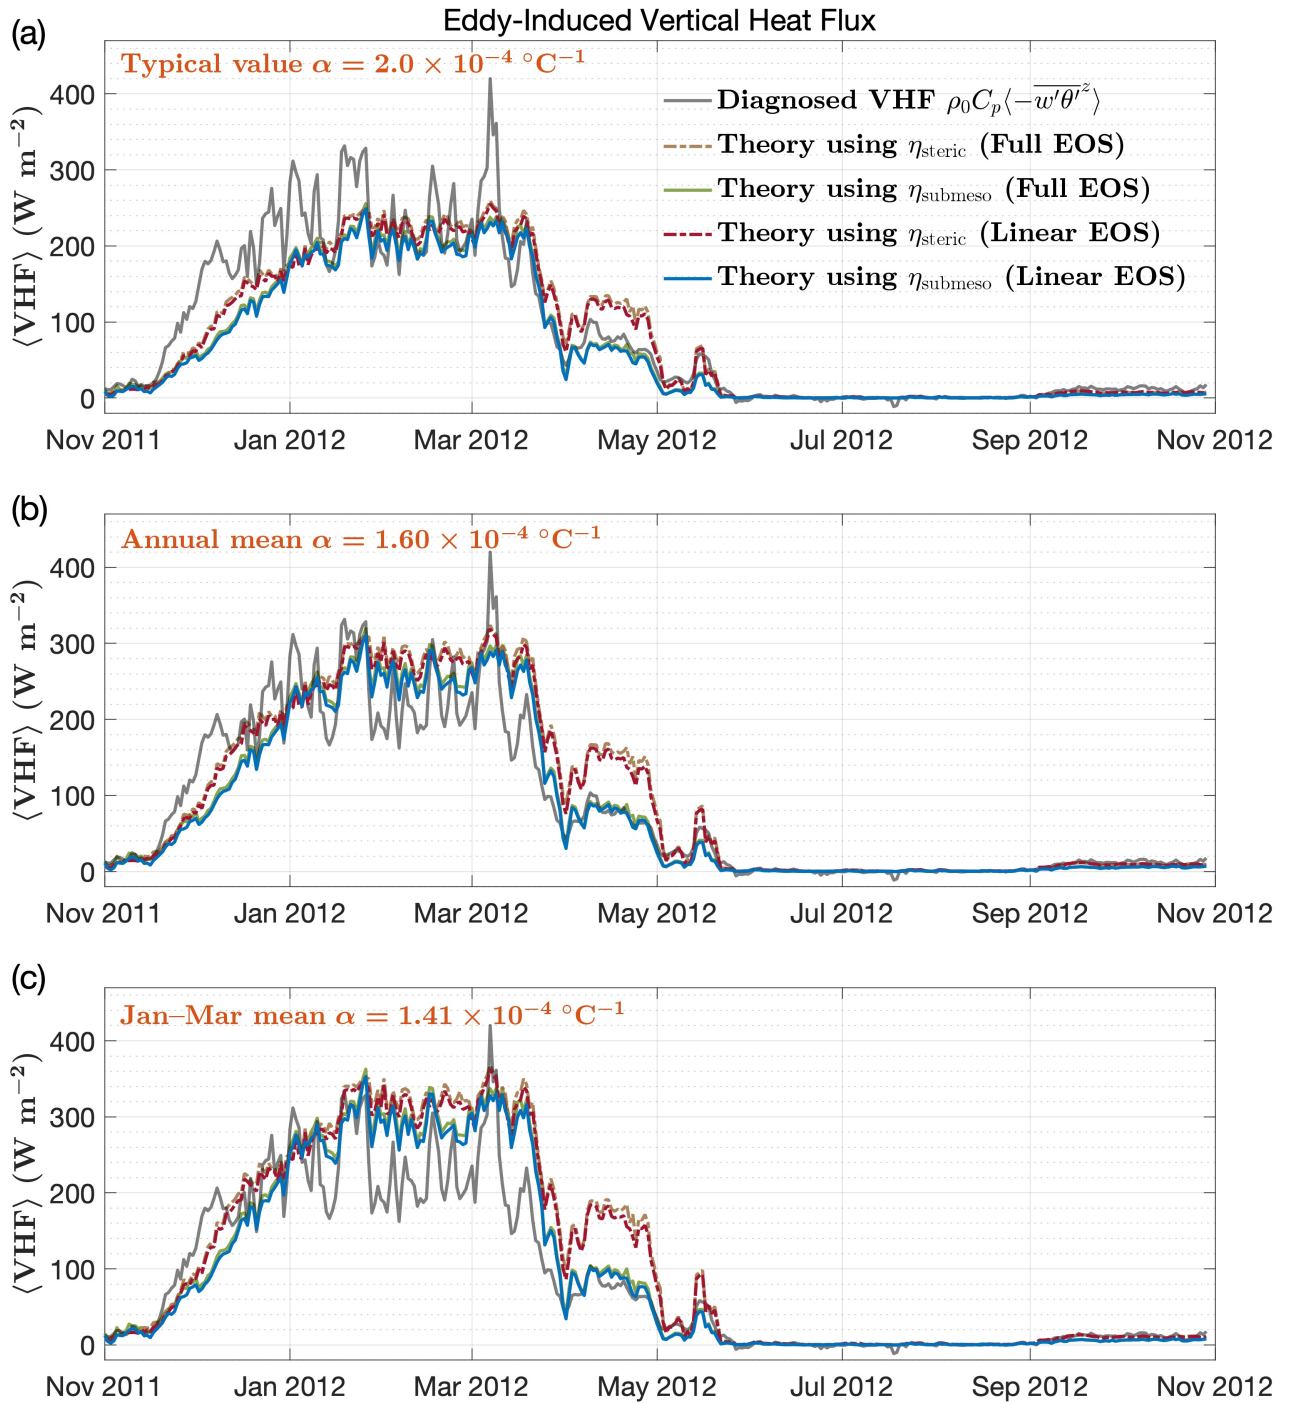 Eddy-Induced Vertical Heat Flux
(a)
Typical value α = 2.0 × 10⁻⁴ °C⁻¹
Diagnosed VHF ρ₀Cₚ⟨−w′θ′ᶻ⟩
Theory using η_steric (Full EOS)
Theory using η_submeso (Full EOS)
Theory using η_steric (Linear EOS)
Theory using η_submeso (Linear EOS)
⟨VHF⟩ (W m⁻²)
400
300
200
100
0
Nov 2011 Jan 2012 Mar 2012 May 2012 Jul 2012 Sep 2012 Nov 2012
(b)
Annual mean α = 1.60 × 10⁻⁴ °C⁻¹
⟨VHF⟩ (W m⁻²)
400
300
200
100
0
Nov 2011 Jan 2012 Mar 2012 May 2012 Jul 2012 Sep 2012 Nov 2012
(c)
Jan–Mar mean α = 1.41 × 10⁻⁴ °C⁻¹
⟨VHF⟩ (W m⁻²)
400
300
200
100
0
Nov 2011 Jan 2012 Mar 2012 May 2012 Jul 2012 Sep 2012 Nov 2012